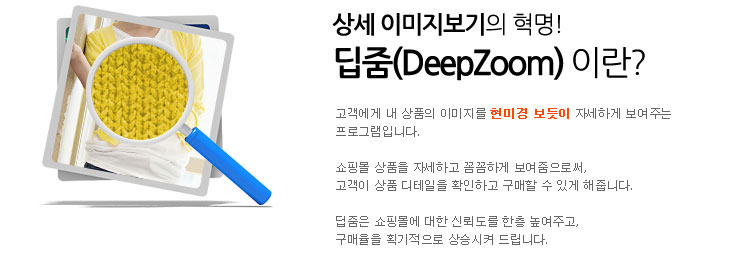 상세 이미지보기의 혁명!
딥줌(DeepZoom) 이란?
고객에게 내 상품의 이미지를 현미경 보듯이 자세하게 보여주는
프로그램입니다.
쇼핑몰 상품을 자세하고 꼼꼼하게 보여줌으로써,
고객이 상품 디테일을 확인하고 구매할 수 있게 해줍니다.
딥줌은 쇼핑몰에 대한 신뢰도를 한층 높여주고,
구매율을 획기적으로 상승시켜 드립니다.